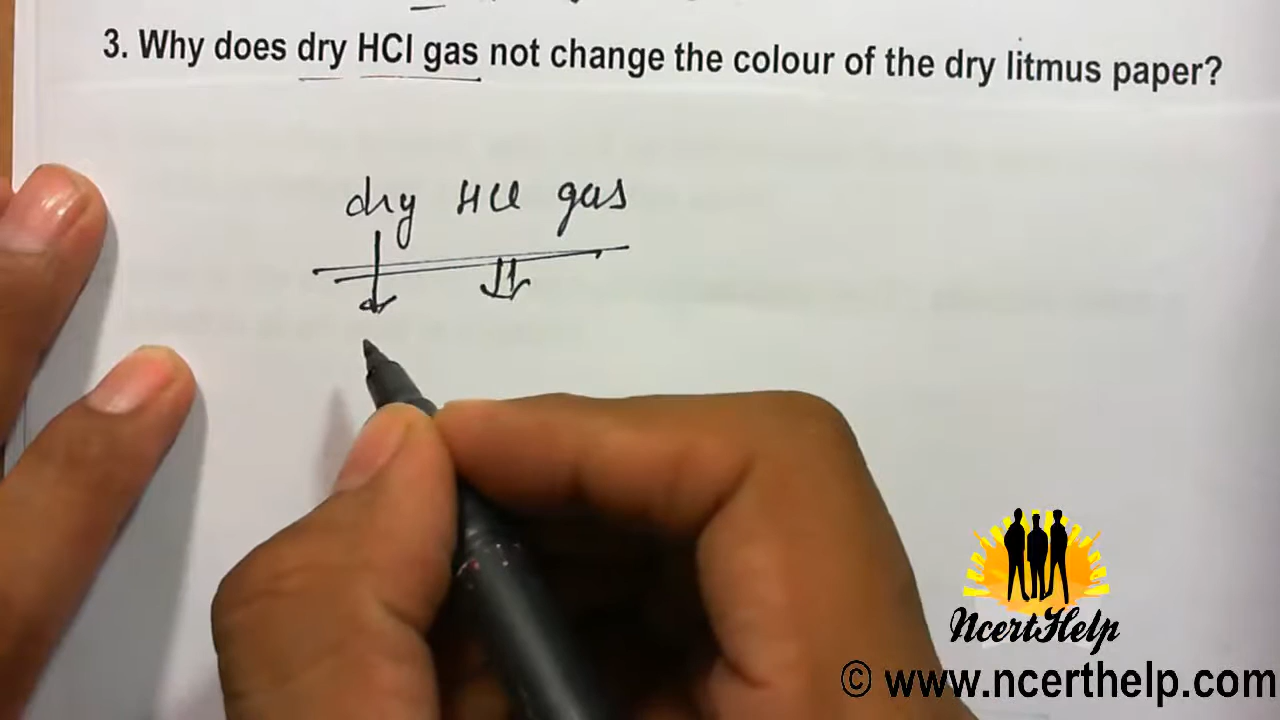 3. Why does dry HCl gas not change the colour of the dry litmus paper?
dry HCl gas
NcertHelp
© www.ncerthelp.com